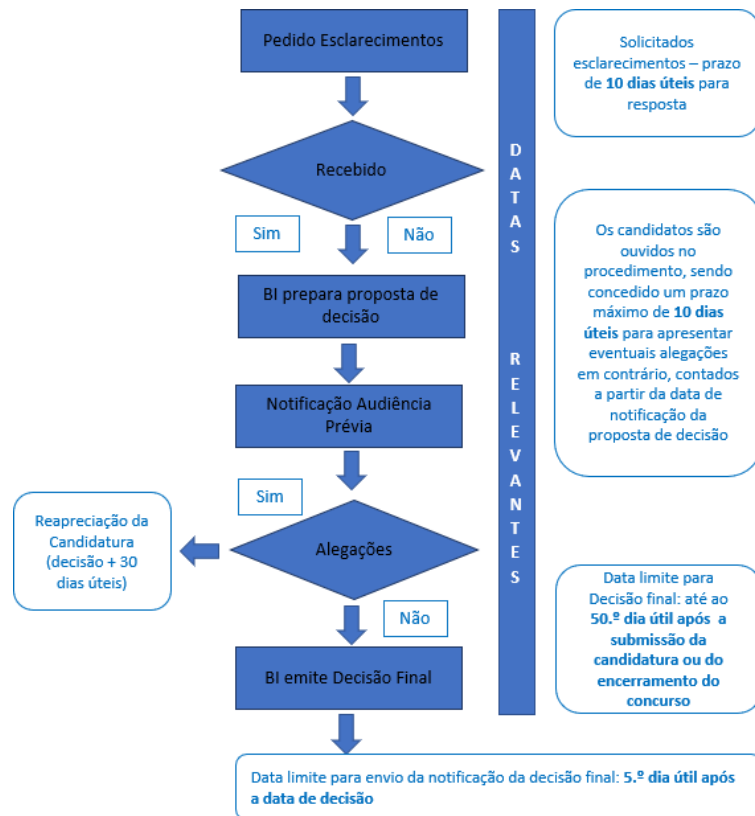 Pedido Esclarecimentos
Solicitados
esclarecimentos – prazo
de 10 dias úteis para
resposta
Recebido
Sim
Não
BI prepara proposta de
decisão
Notificação Audiência
Prévia
DATAS
RELEVANTES
Os candidatos são
ouvidos no
procedimento, sendo
concedido um prazo
máximo de 10 dias
úteis para apresentar
eventuais alegações
em contrário, contados
a partir da data de
notificação da
proposta de decisão
Sim
Reapreciação da
Candidatura
(decisão + 30
dias úteis)
Alegações
Não
BI emite Decisão Final
Data limite para
Decisão final: até ao
50.º dia útil após a
submissão da
candidatura ou do
encerramento do
concurso
Data limite para envio da notificação da decisão final: 5.º dia útil após
a data de decisão